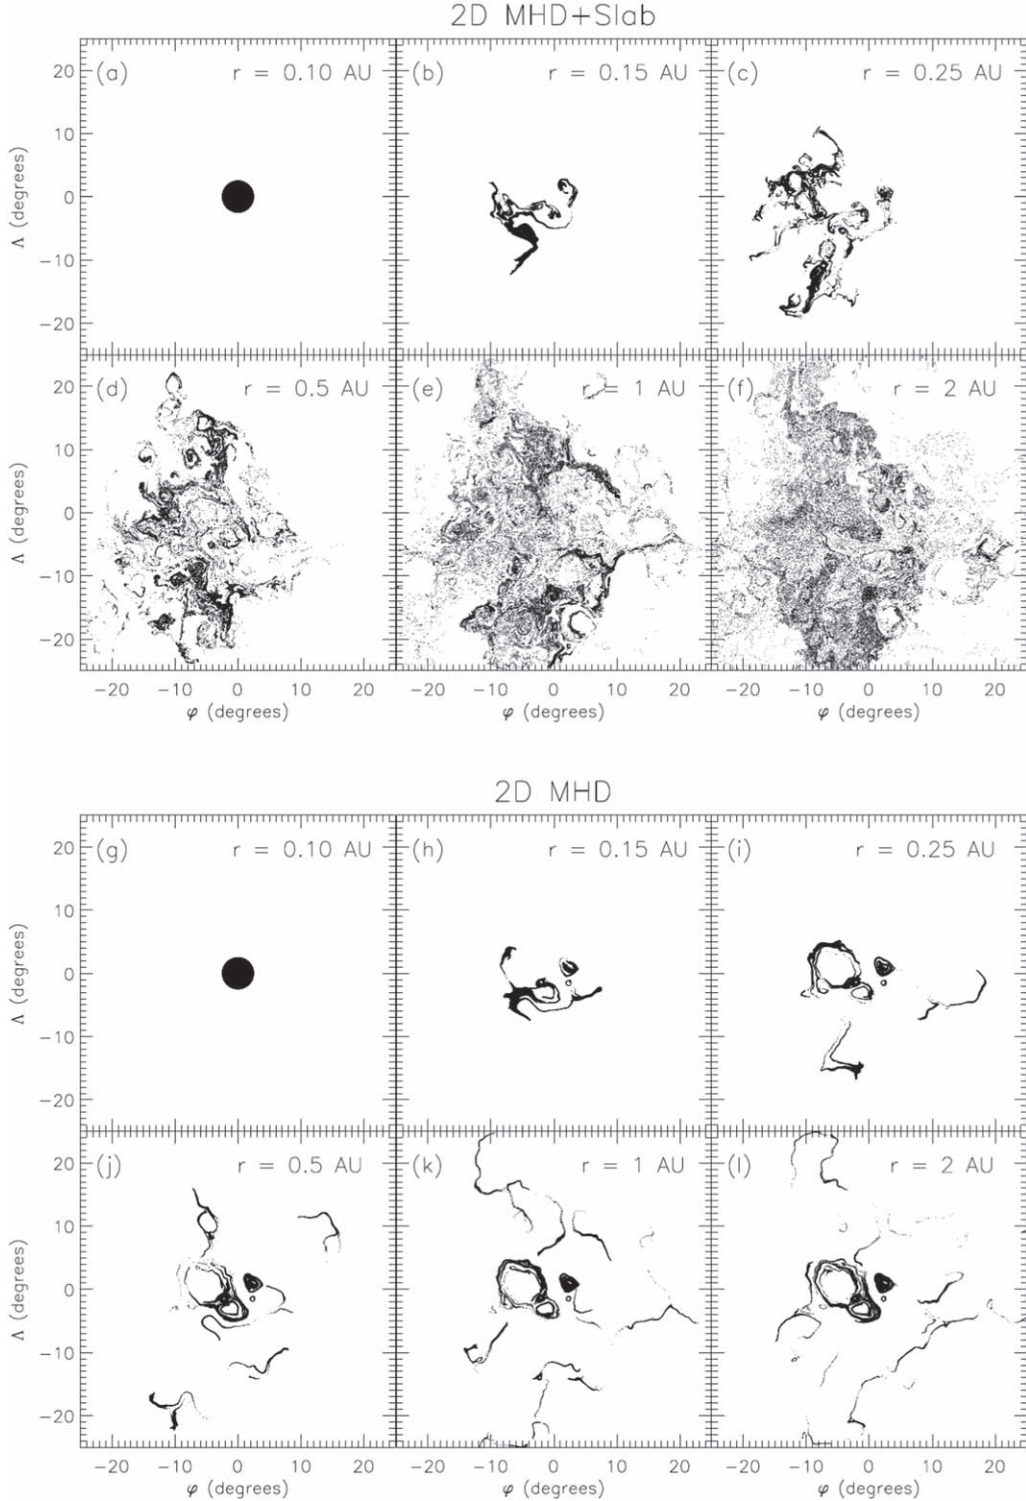 2D MHD+Slab
(a) r = 0.10 AU
(b) r = 0.15 AU
(c) r = 0.25 AU
20
10
0
−10
−20
Λ (degrees)
(d) r = 0.5 AU
(e) r = 1 AU
(f) r = 2 AU
20
10
0
−10
−20
Λ (degrees)
−20 −10 0 10 20
−20 −10 0 10 20
−20 −10 0 10 20
φ (degrees)
φ (degrees)
φ (degrees)
2D MHD
(g) r = 0.10 AU
(h) r = 0.15 AU
(i) r = 0.25 AU
20
10
0
−10
−20
Λ (degrees)
(j) r = 0.5 AU
(k) r = 1 AU
(l) r = 2 AU
20
10
0
−10
−20
Λ (degrees)
−20 −10 0 10 20
−20 −10 0 10 20
−20 −10 0 10 20
φ (degrees)
φ (degrees)
φ (degrees)